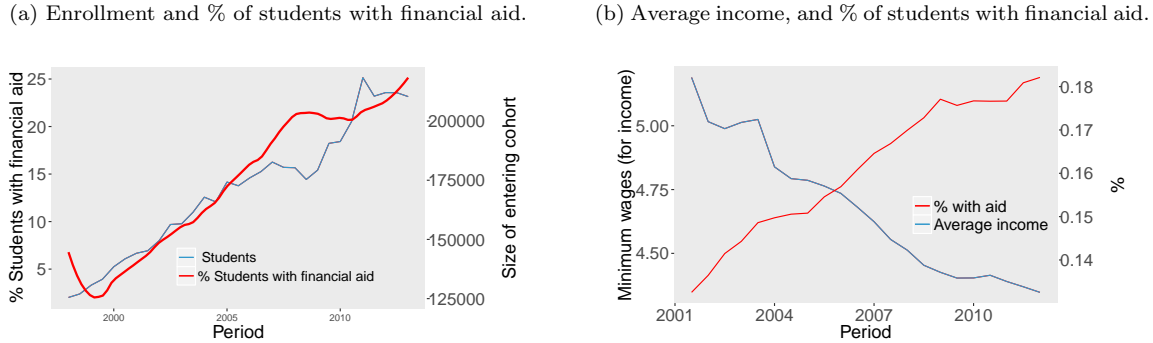 (a) Enrollment and % of students with financial aid.
% Students with financial aid
25
20
15
10
5
200000
175000
150000
125000
Size of entering cohort
Students
% Students with financial aid
2000
2005
2010
Period
(b) Average income, and % of students with financial aid.
Minimum wages (for income)
5.00
4.75
4.50
0.18
0.17
0.16
0.15
0.14
%
% with aid
Average income
2001
2004
2007
2010
Period